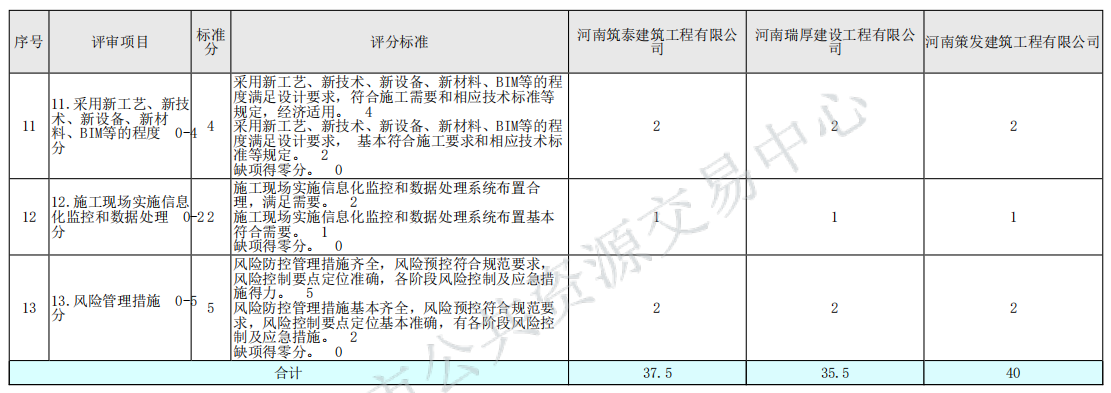 序号 评审项目 标准分 评分标准 河南筑泰建筑工程有限公司 河南瑞厚建设工程有限公司 河南策发建筑工程有限公司
11
11.采用新工艺、新技
术、新设备、新材
料、BIM等的程度 0-4
分
4
采用新工艺、新技术、新设备、新材料、BIM等的程
度满足设计要求，符合施工需要和相应技术标准等
规定，经济适用。 4
采用新工艺、新技术、新设备、新材料、BIM等的程
度满足设计要求， 基本符合施工要求和相应技术标
准等规定。 2
缺项得零分。 0
2 2 2
12
12.施工现场实施信息
化监控和数据处理 0-2
分
2
施工现场实施信息化监控和数据处理系统布置合
理，满足需要。 2
施工现场实施信息化监控和数据处理系统布置基本
符合需要。 1
缺项得零分。 0
1 1 1
13
13.风险管理措施 0-5
分
5
风险防控管理措施齐全，风险预控符合规范要求，
风险控制要点定位准确，各阶段风险控制及应急措
施得力。 5
风险防控管理措施基本齐全，风险预控符合规范要
求，风险控制要点定位基本准确，有各阶段风险控
制及应急措施。 2
缺项得零分。 0
2 2 2
合计 37.5 35.5 40
市公共资源交易中心